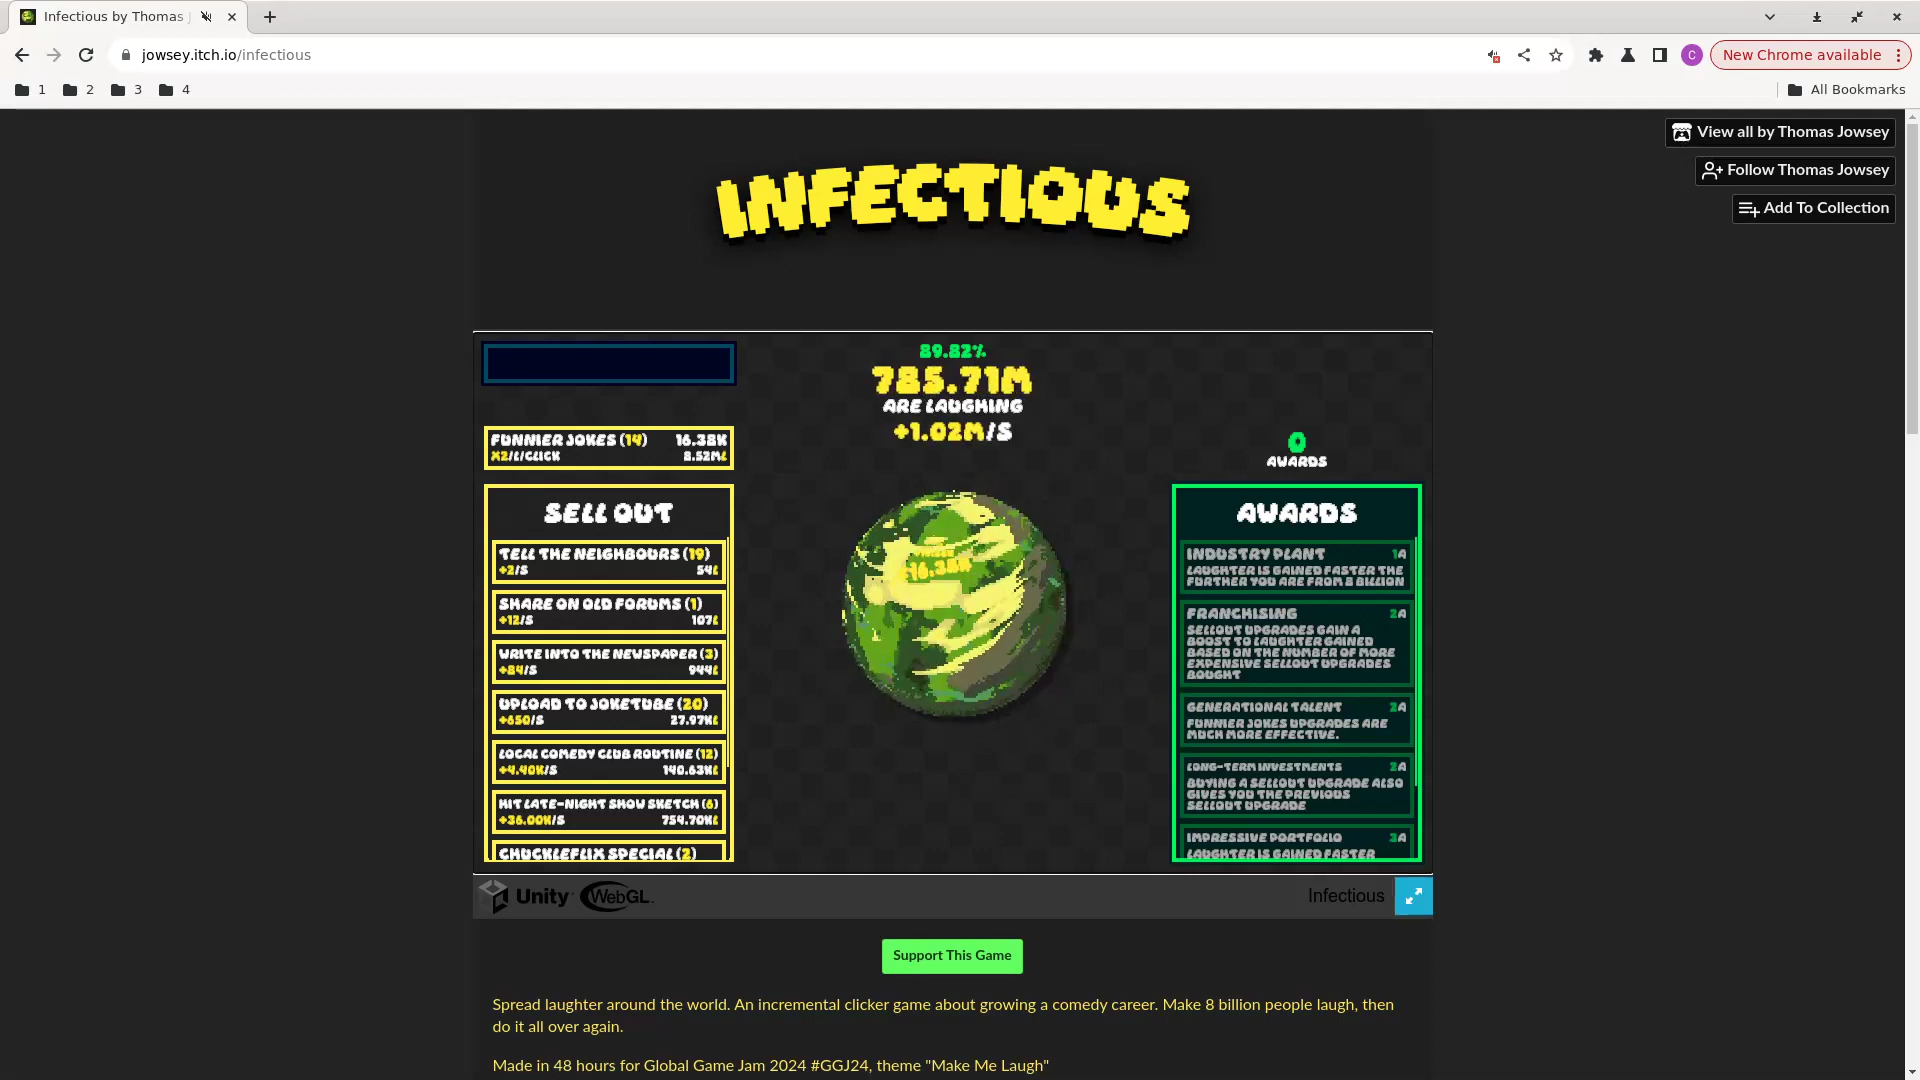 Infectious by Thomas J
jowsey.itch.io/infectious
New Chrome available
1 2 3 4
All Bookmarks
View all by Thomas Jowsey
Follow Thomas Jowsey
Add To Collection
INFECTIOUS
89.82%
785.71M
ARE LAUGHING
+1.02M/S
FUNNIER JOKES (14) 16.38K
X2/L/CLICK 8.52ML
SELL OUT
TELL THE NEIGHBOURS (19)
+2/S 54L
SHARE ON OLD FORUMS (1)
+12/S 107L
WRITE INTO THE NEWSPAPER (3)
+84/S 944L
UPLOAD TO JOKETUBE (20)
+650/S 27.97KL
LOCAL COMEDY CLUB ROUTINE (12)
+4.40K/S 140.63KL
HIT LATE-NIGHT SHOW SKETCH (6)
+36.00K/S 754.70KL
CHUCKLEFLIX SPECIAL (2)
+16.38K
0
AWARDS
AWARDS
INDUSTRY PLANT 1A
LAUGHTER IS GAINED FASTER THE
FURTHER YOU ARE FROM 8 BILLION
FRANCHISING 2A
SELLOUT UPGRADES GAIN A
BOOST TO LAUGHTER GAINED
BASED ON THE NUMBER OF MORE
EXPENSIVE SELLOUT UPGRADES
BOUGHT
GENERATIONAL TALENT 2A
FUNNIER JOKES UPGRADES ARE
MUCH MORE EFFECTIVE.
LONG-TERM INVESTMENTS 2A
BUYING A SELLOUT UPGRADE ALSO
GIVES YOU THE PREVIOUS
SELLOUT UPGRADE
IMPRESSIVE PORTFOLIO 3A
LAUGHTER IS GAINED FASTER
Unity WebGL
Infectious
Support This Game
Spread laughter around the world. An incremental clicker game about growing a comedy career. Make 8 billion people laugh, then
do it all over again.
Made in 48 hours for Global Game Jam 2024 #GGJ24, theme "Make Me Laugh"